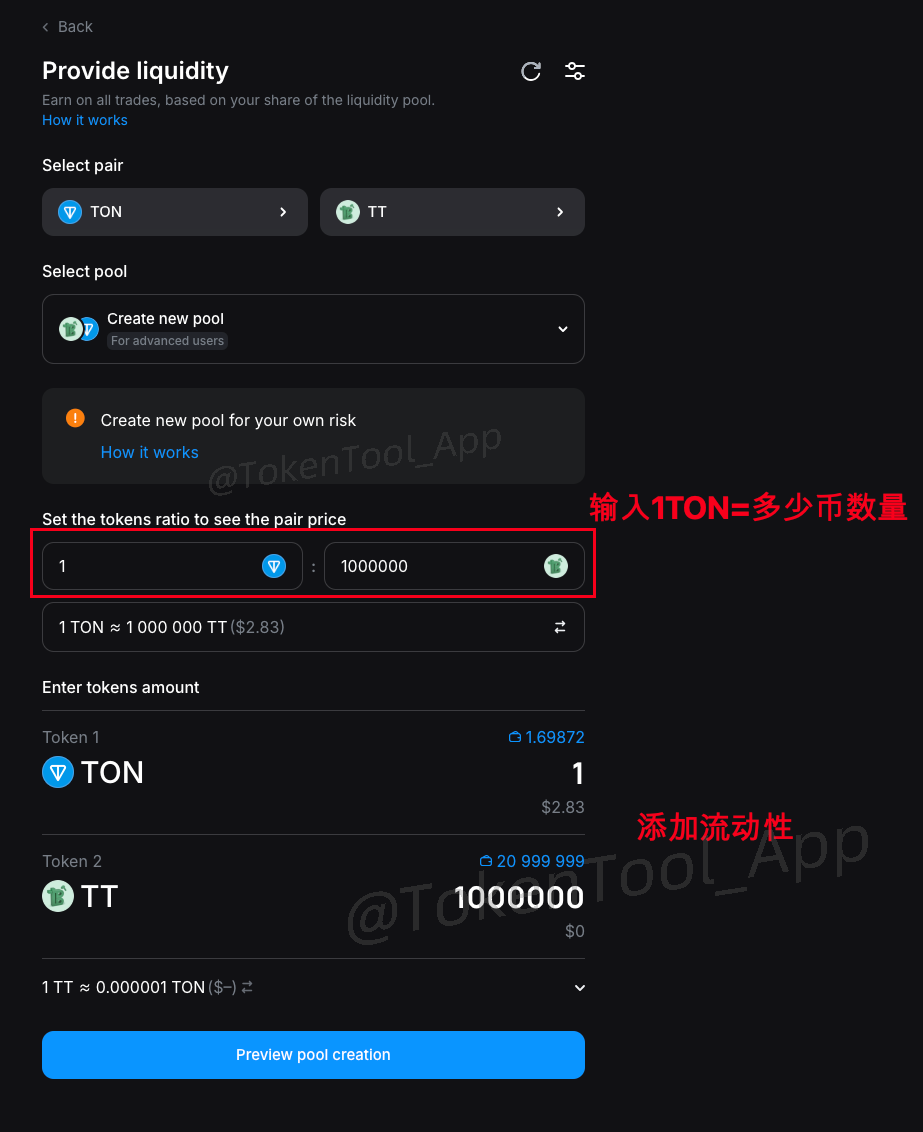 Back
Provide liquidity
Earn on all trades, based on your share of the liquidity pool.
How it works
Select pair
TON
TT
Select pool
Create new pool
For advanced users
Create new pool for your own risk
How it works
@TokenTool_App
输入1TON=多少币数量
Set the tokens ratio to see the pair price
1 : 1000000
1 TON ≈ 1 000 000 TT ($2.83)
Enter tokens amount
Token 1 1.69872
TON 1
$2.83
添加流动性
Token 2 20 999 999
TT 1000000
@TokenTool_App
$0
1 TT ≈ 0.000001 TON ($–)
Preview pool creation